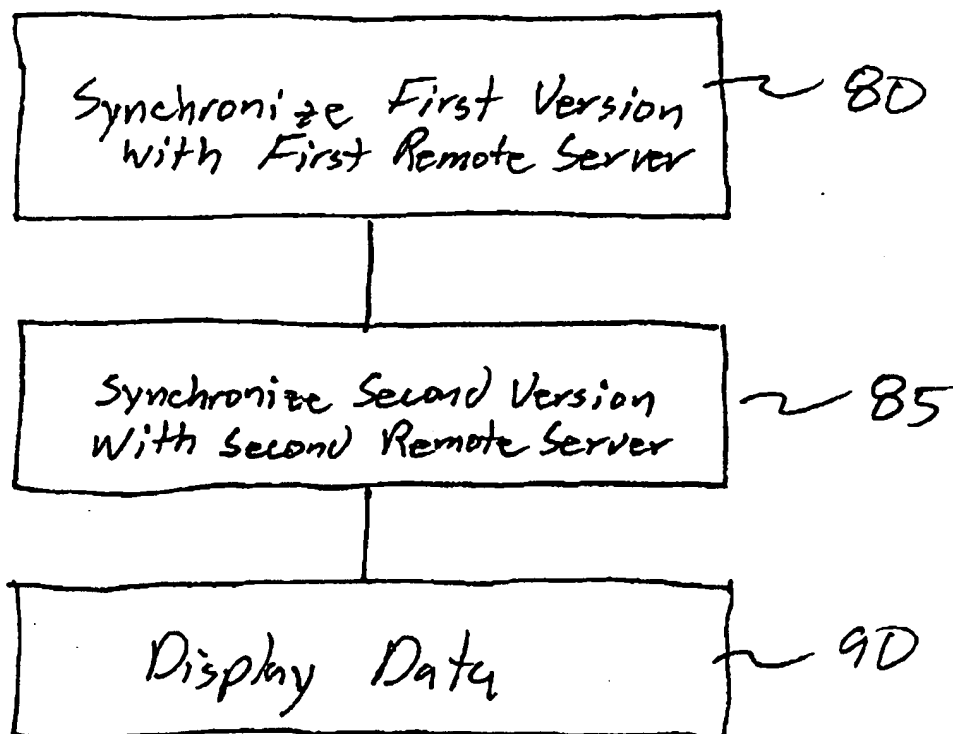 Synchronize First Version
With First Remote Server
80
Synchronize Second Version
With Second Remote Server
85
Display Data
90